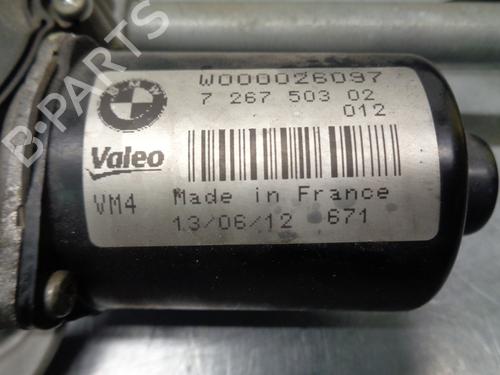 W000026097
7 267 503 02
012
BMW
Valeo
VM4
Made in France
13/06/12 671
B-PARTS